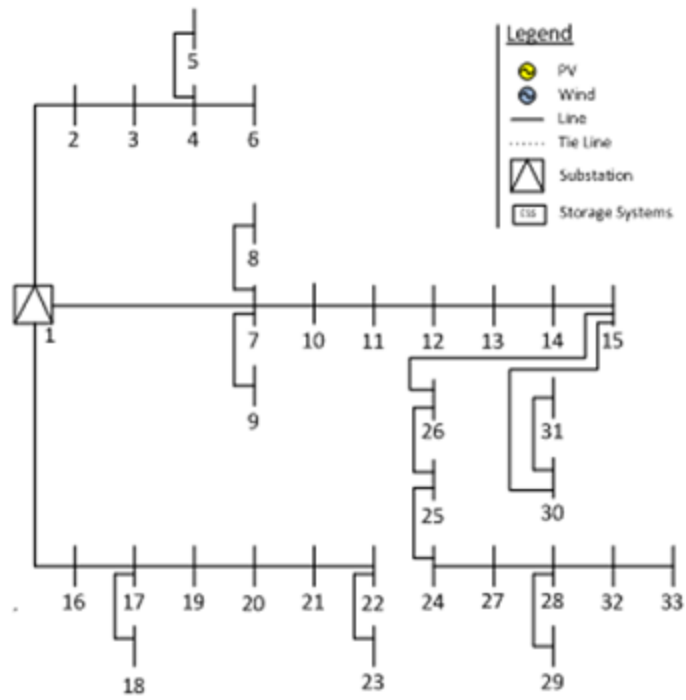 Legend
PV
Wind
Line
Tie Line
Substation
ESS Storage Systems
5
2 3 4 6
8
1 7 10 11 12 13 14 15
9
26 31
25 30
16 17 19 20 21 22 24 27 28 32 33
18 23 29